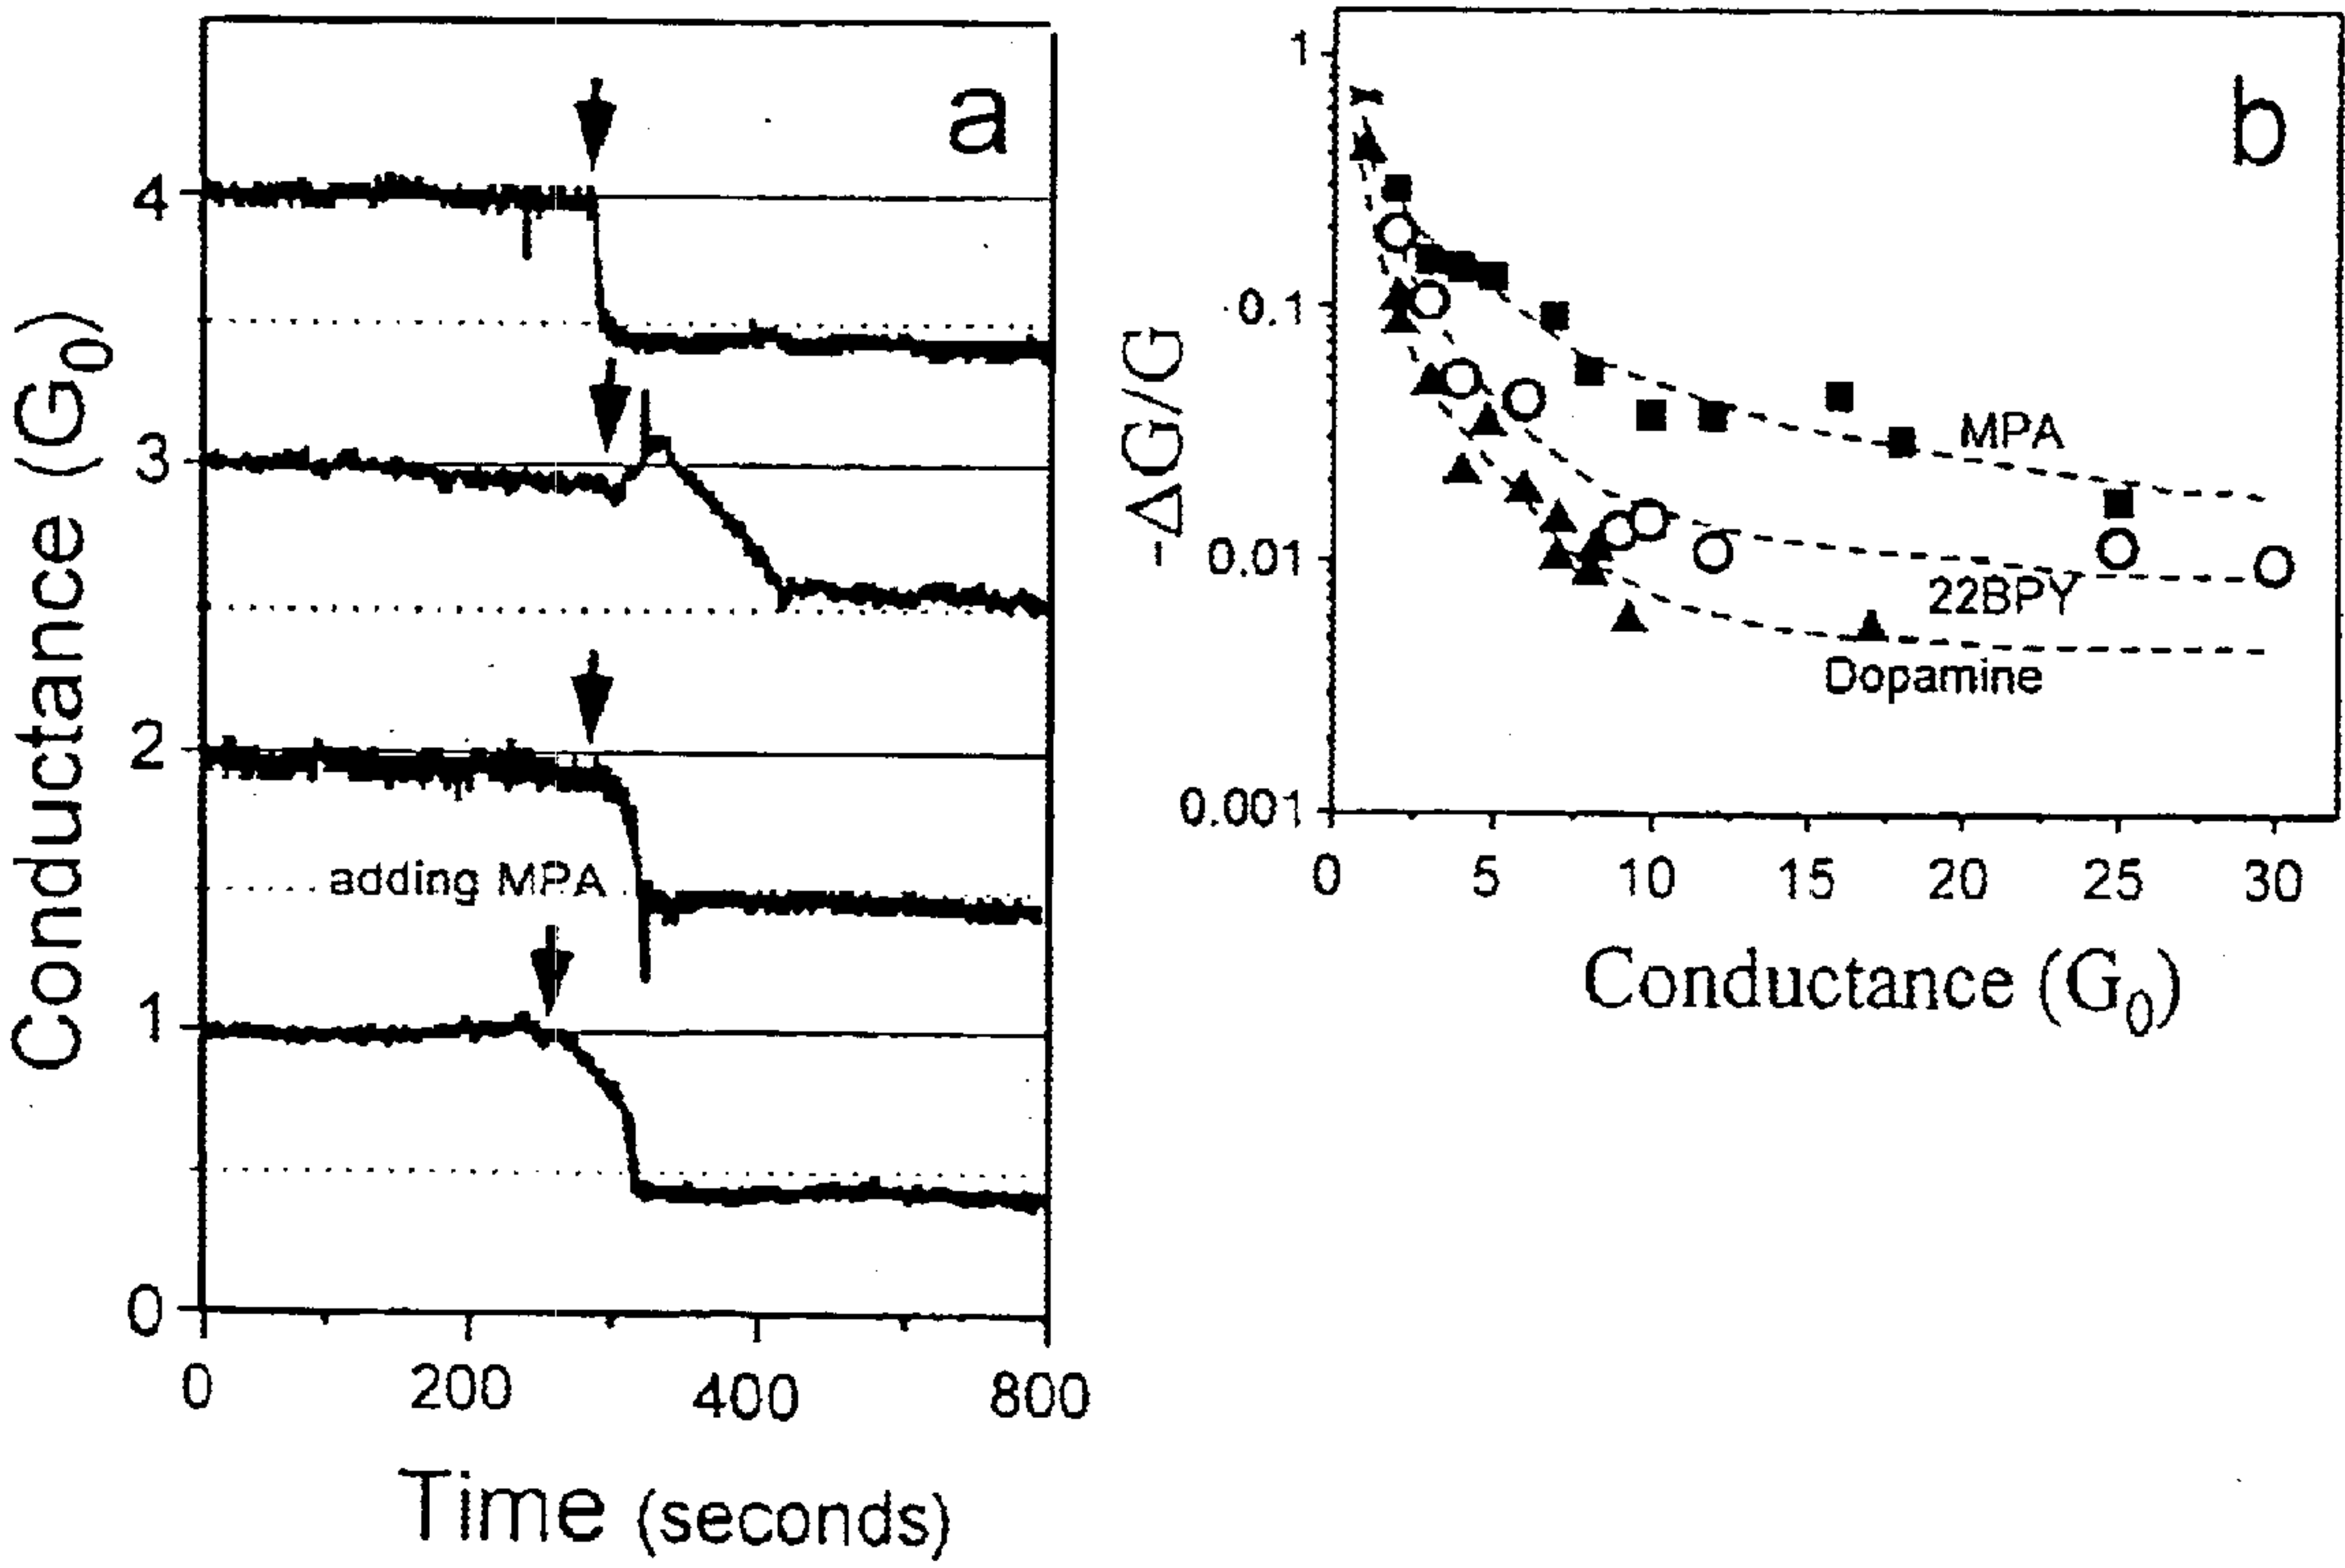 a
4
3
2
1
0
Conductance (G0)
adding MPA
0
200
400
800
Time (seconds)
b
1
0.1
0.01
0.001
-ΔG/G
MPA
22BPY
Dopamine
0
5
10
15
20
25
30
Conductance (G0)